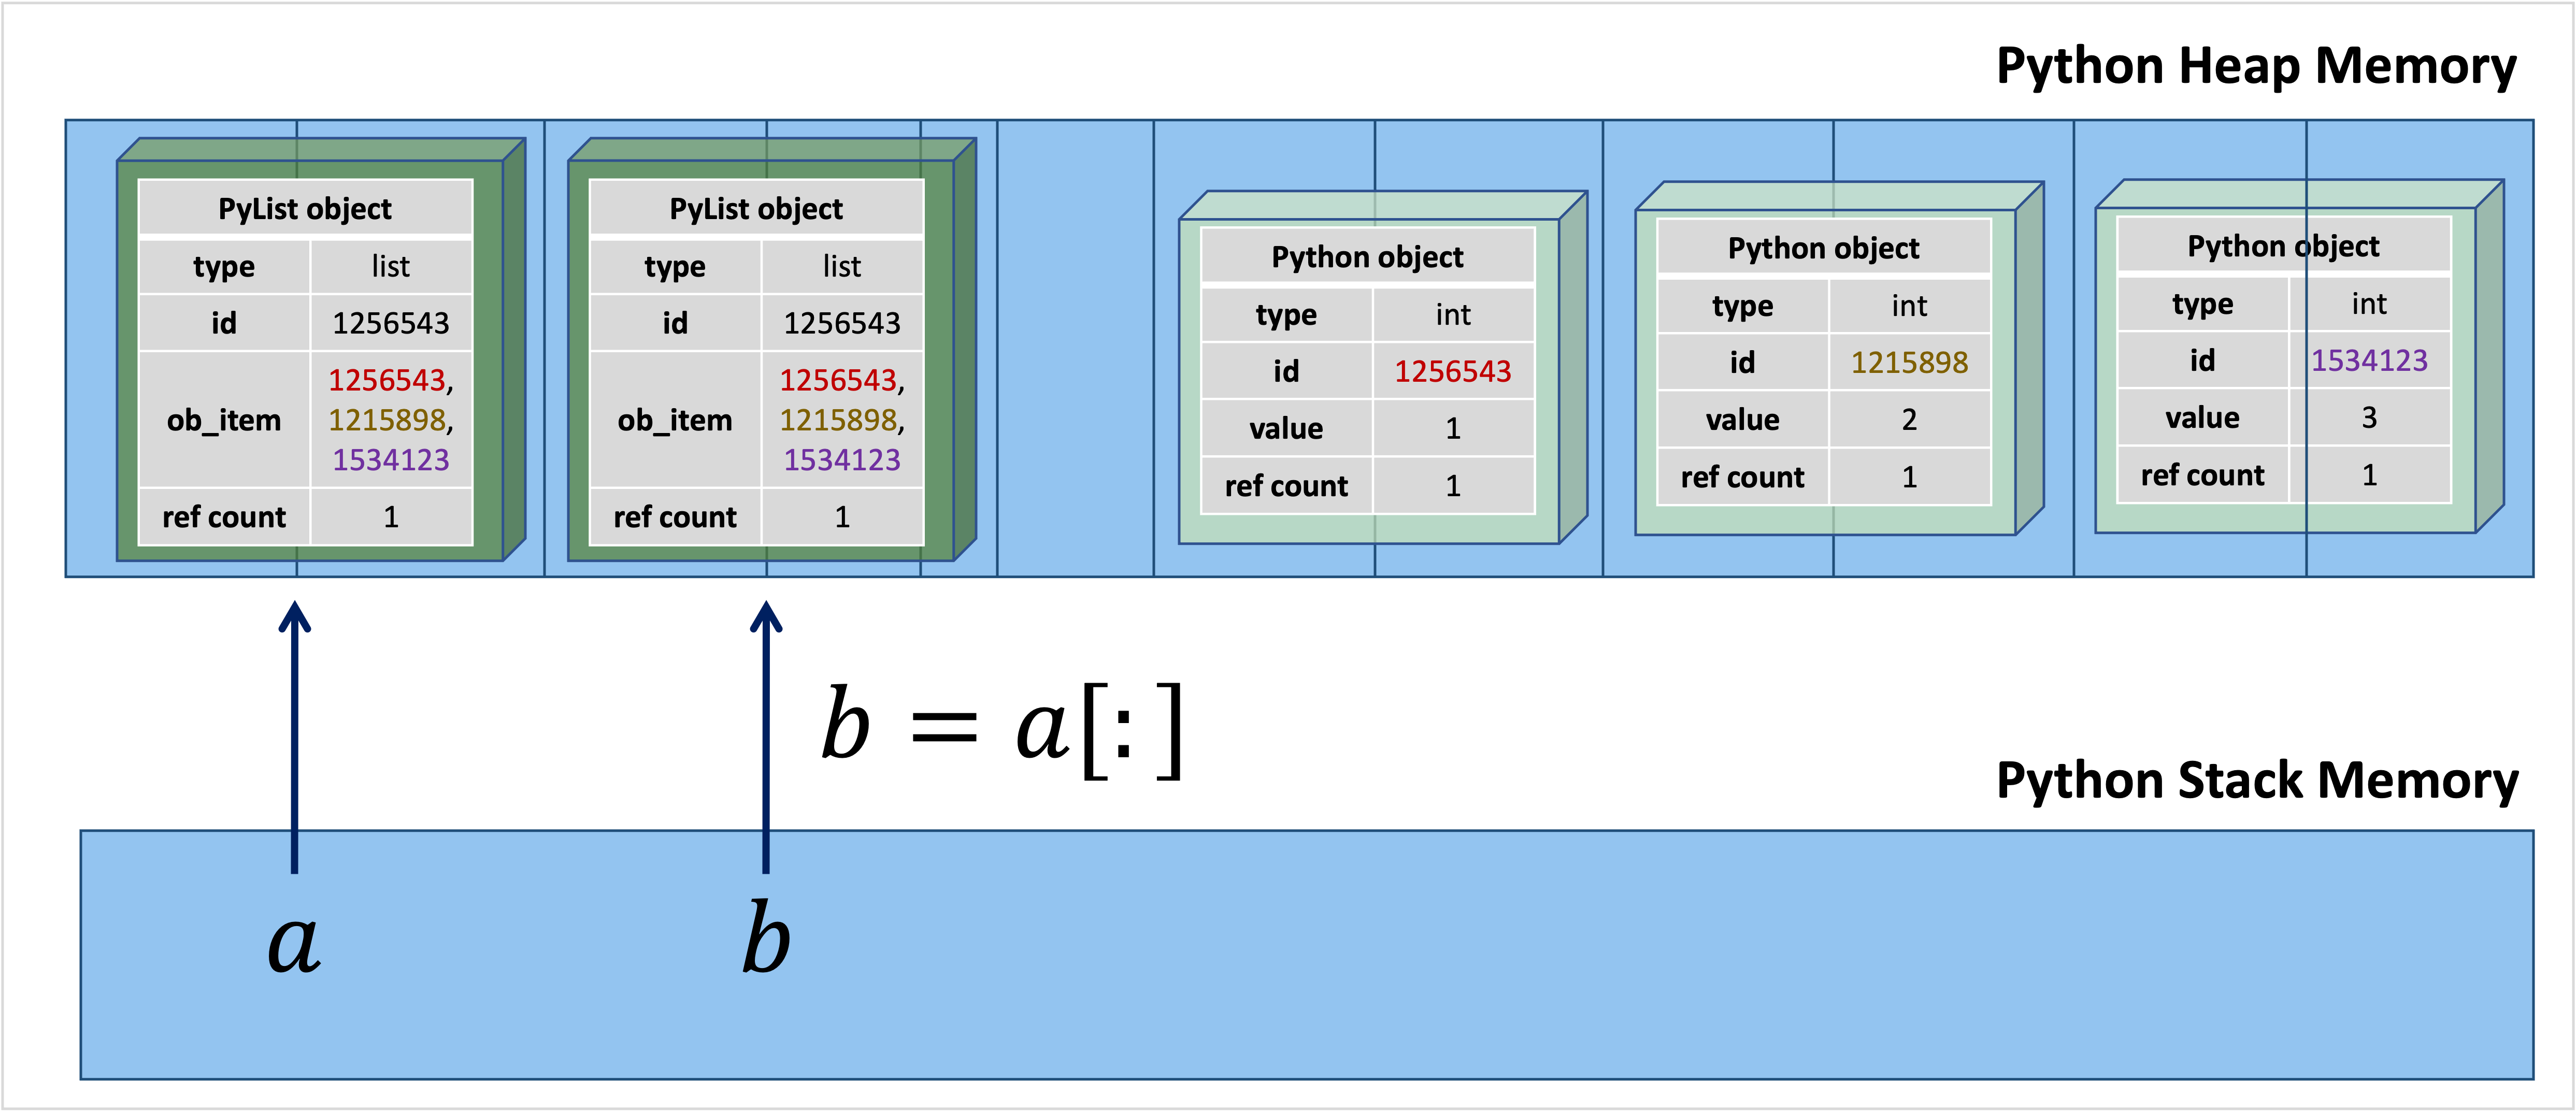 Python Heap Memory
PyList object
type list
id 1256543
ob_item 1256543,
1215898,
1534123
ref count 1
PyList object
type list
id 1256543
ob_item 1256543,
1215898,
1534123
ref count 1
Python object
type int
id 1256543
value 1
ref count 1
Python object
type int
id 1215898
value 2
ref count 1
Python object
type int
id 1534123
value 3
ref count 1
b = a[:]
Python Stack Memory
a
b